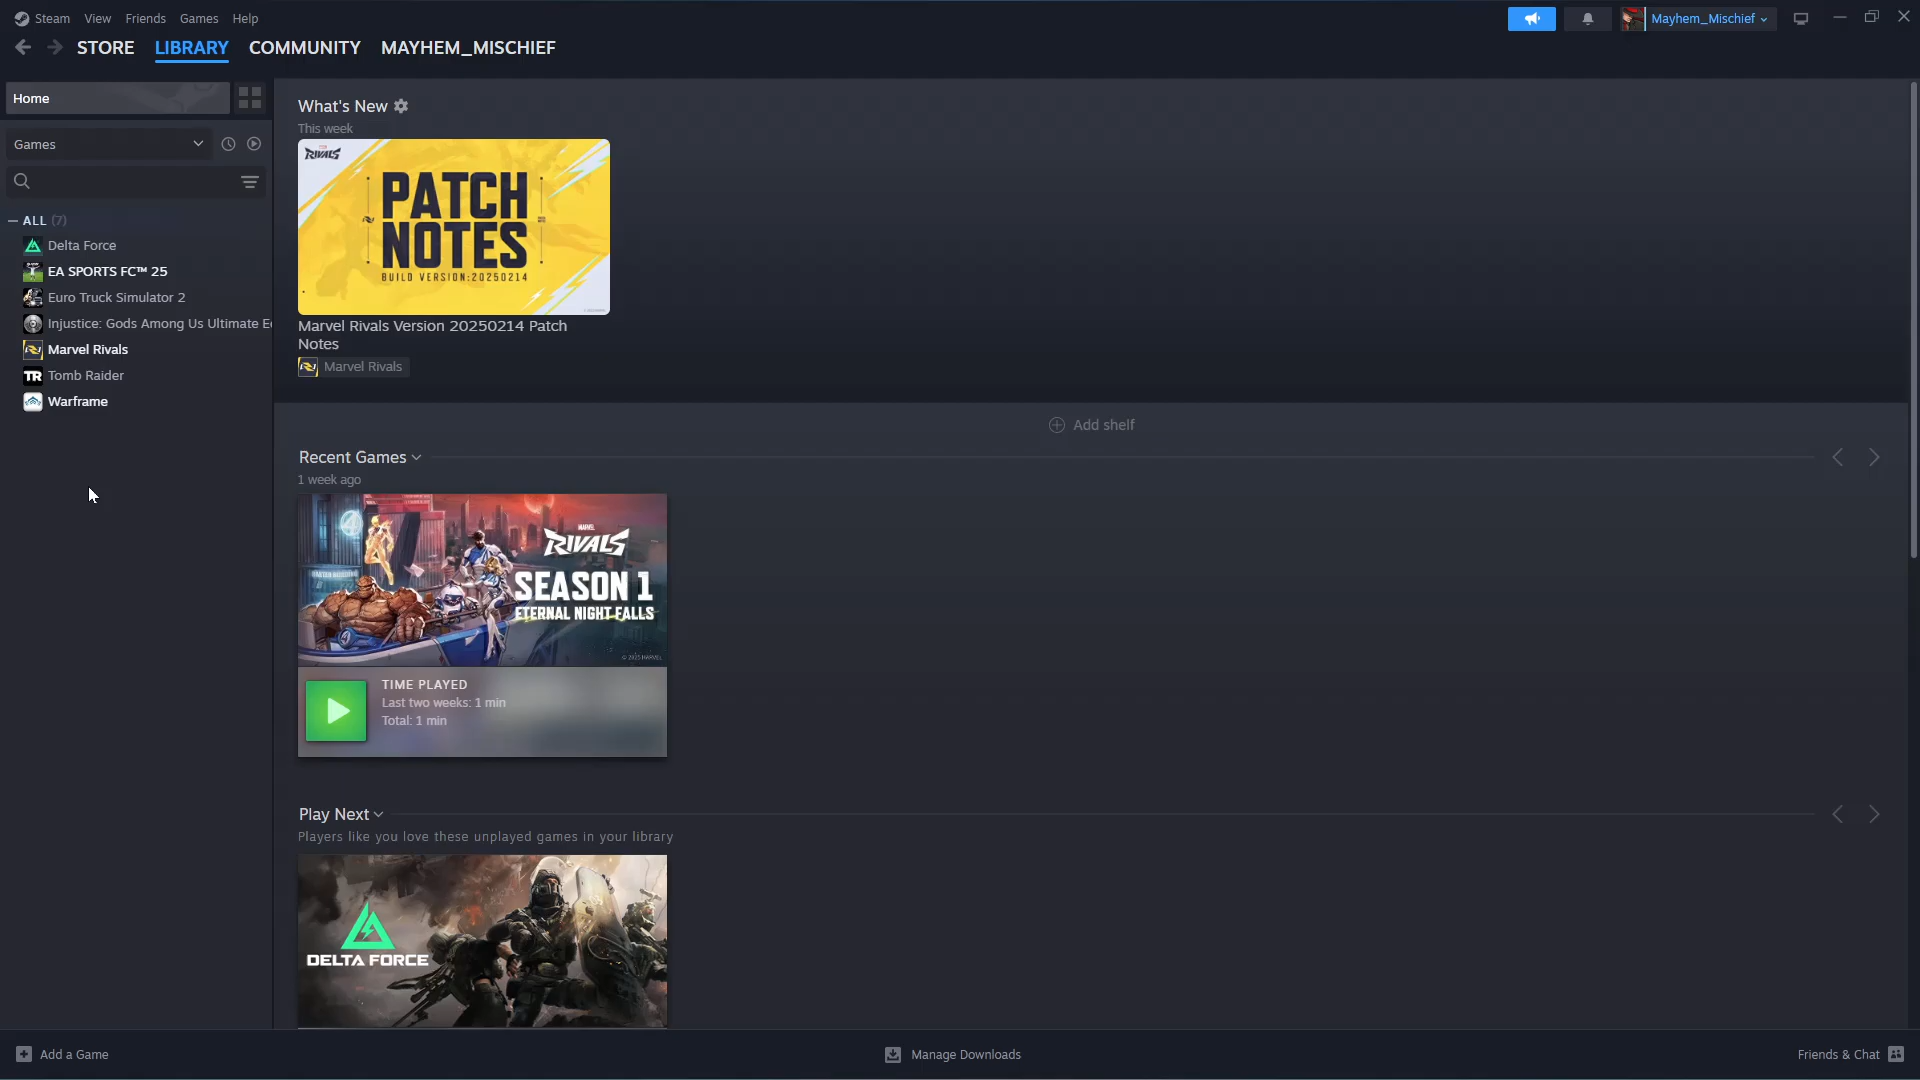 Steam View Friends Games Help
Mayhem_Mischief
STORE LIBRARY COMMUNITY MAYHEM_MISCHIEF
Home
Games
ALL (7)
Delta Force
EA SPORTS FC™ 25
Euro Truck Simulator 2
Injustice: Gods Among Us Ultimate E
Marvel Rivals
Tomb Raider
Warframe
What's New
This week
RIVALS
PATCH
NOTES
BUILD VERSION:20250214
Marvel Rivals Version 20250214 Patch
Notes
Marvel Rivals
Add shelf
Recent Games
1 week ago
MARVEL
RIVALS
SEASON 1
ETERNAL NIGHT FALLS
© 2025 MARVEL
TIME PLAYED
Last two weeks: 1 min
Total: 1 min
Play Next
Players like you love these unplayed games in your library
DELTA FORCE
Add a Game
Manage Downloads
Friends & Chat